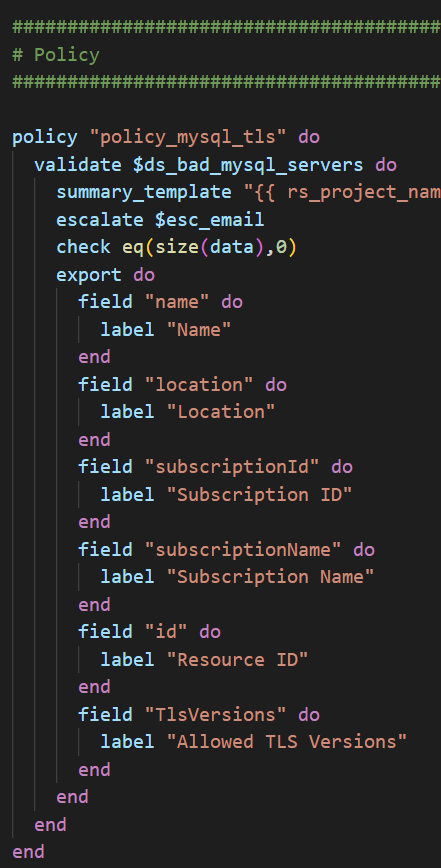 ########################################
# Policy
########################################
policy "policy_mysql_tls" do
validate $ds_bad_mysql_servers do
summary_template "{{ rs_project_nam
escalate $esc_email
check eq(size(data),0)
export do
field "name" do
label "Name"
end
field "location" do
label "Location"
end
field "subscriptionId" do
label "Subscription ID"
end
field "subscriptionName" do
label "Subscription Name"
end
field "id" do
label "Resource ID"
end
field "TlsVersions" do
label "Allowed TLS Versions"
end
end
end
end